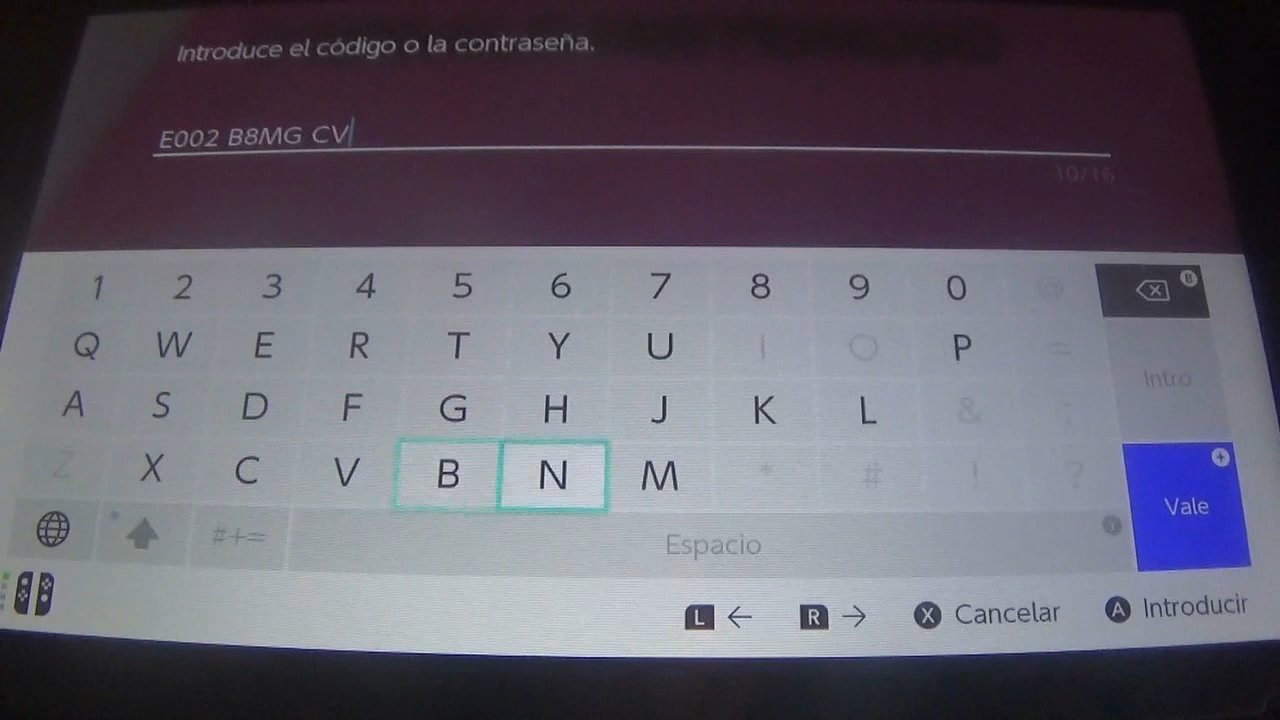 Introduce el código o la contraseña.
E002 B8MG CV
10/16
1 2 3 4 5 6 7 8 9 0 @
Q W E R T Y U I O P =
A S D F G H J K L & ;
Z X C V B N M * # ! ?
#+= Espacio Y
B
Intro
+
Vale
L ← R → X Cancelar A Introducir